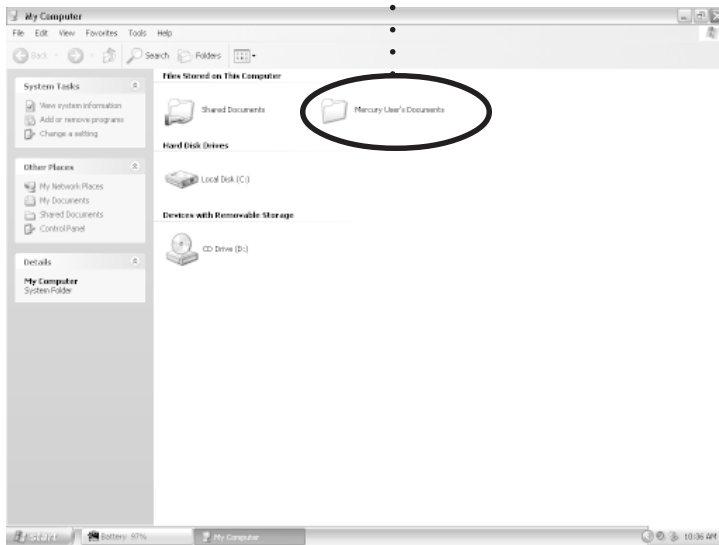 My Computer
File Edit View Favorites Tools Help
Back Search Folders
Files Stored on This Computer
System Tasks
View system information
Add or remove programs
Change a setting
Shared Documents
Mercury User's Documents
Hard Disk Drives
Other Places
My Network Places
My Documents
Shared Documents
Control Panel
Local Disk (C:)
Devices with Removable Storage
CD Drive (D:)
Details
My Computer
System Folder
start Battery: 97% My Computer 10:36 AM